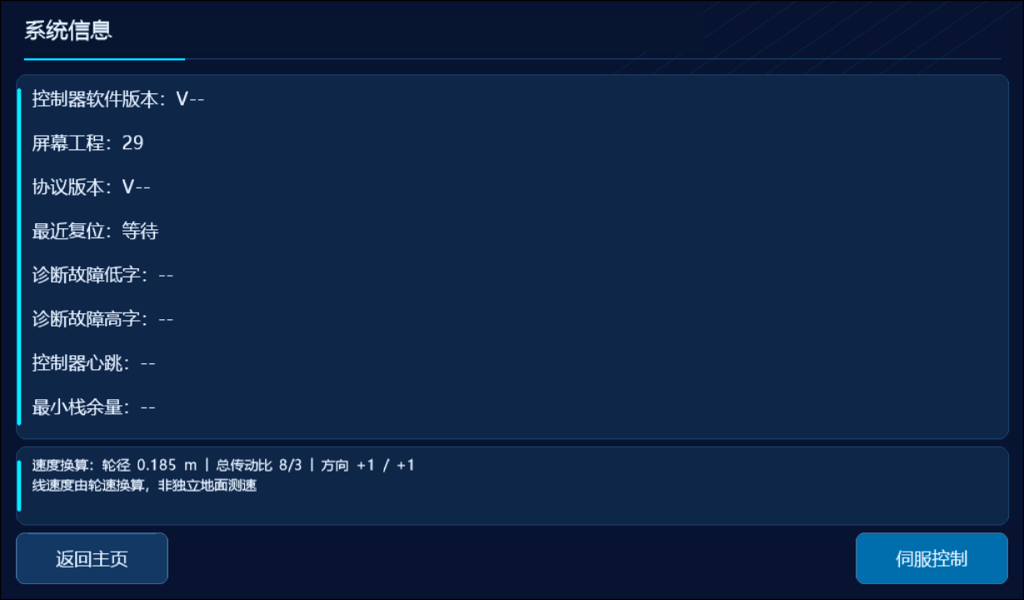 系统信息
控制器软件版本：V--
屏幕工程：29
协议版本：V--
最近复位：等待
诊断故障低字：--
诊断故障高字：--
控制器心跳：--
最小栈余量：--
速度换算：轮径 0.185 m | 总传动比 8/3 | 方向 +1 / +1
线速度由轮速换算，非独立地面测速
返回主页
伺服控制